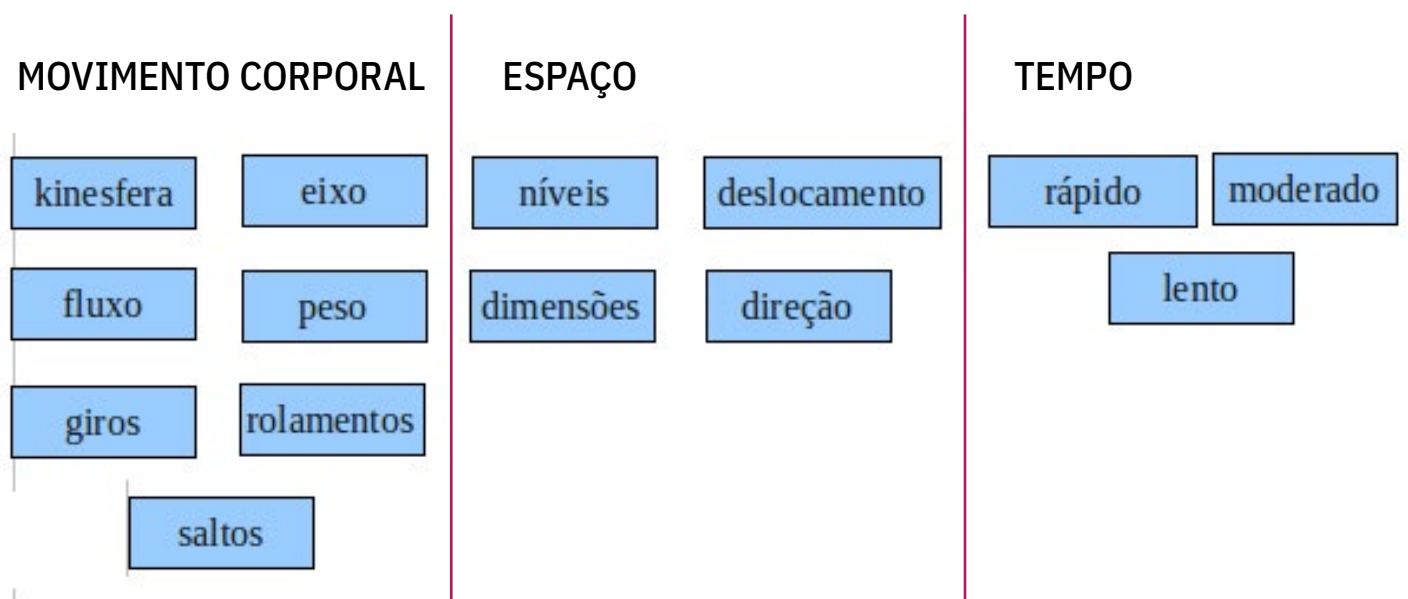 MOVIMENTO CORPORAL
kinesfera
eixo
fluxo
peso
giros
rolamentos
saltos
ESPAÇO
níveis
deslocamento
dimensões
direção
TEMPO
rápido
moderado
lento